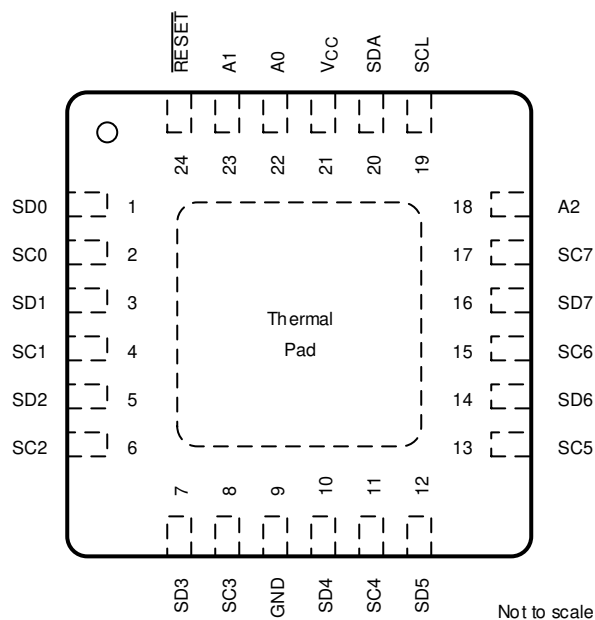 RESET
A1
A0
VCC
SDA
SCL
24
23
22
21
20
19
SD0 1
18 A2
SC0 2
17 SC7
SD1 3
16 SD7
Thermal
Pad
SC1 4
15 SC6
SD2 5
14 SD6
SC2 6
13 SC5
7
8
9
10
11
12
SD3
SC3
GND
SD4
SC4
SD5
Not to scale